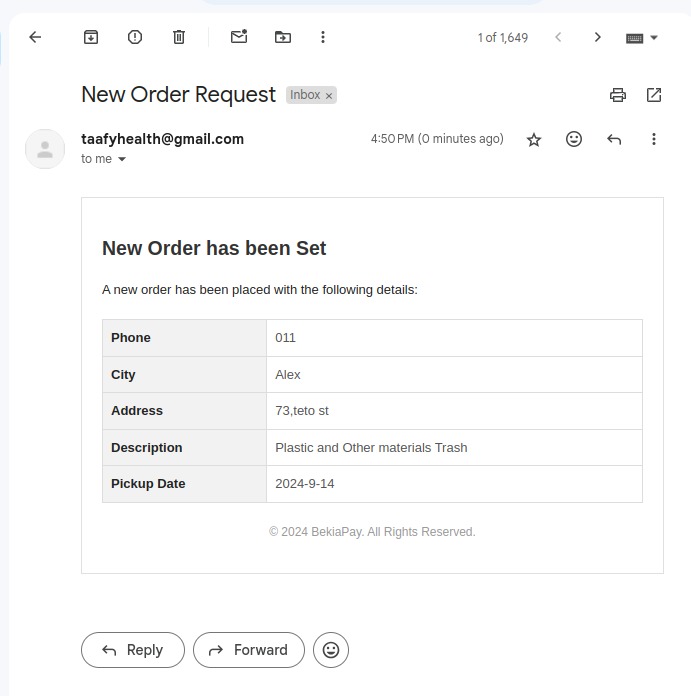 1 of 1,649
New Order Request Inbox ×
taafyhealth@gmail.com 4:50 PM (0 minutes ago)
to me
New Order has been Set
A new order has been placed with the following details:
Phone 011
City Alex
Address 73,teto st
Description Plastic and Other materials Trash
Pickup Date 2024-9-14
© 2024 BekiaPay. All Rights Reserved.
Reply Forward